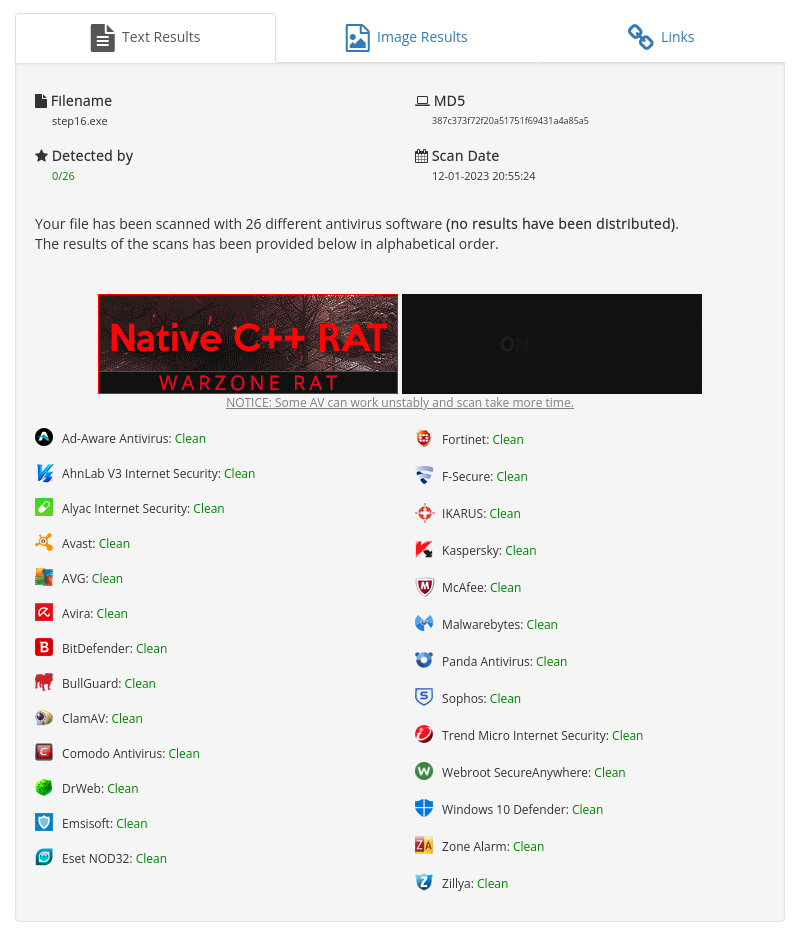 Text Results
Image Results
Links
Filename
step16.exe
MD5
387c373f72f20a51751f69431a4a85a5
Detected by
0/26
Scan Date
12-01-2023 20:55:24
Your file has been scanned with 26 different antivirus software (no results have been distributed).
The results of the scans has been provided below in alphabetical order.
Native C++ RAT
WARZONE RAT
ON
NOTICE: Some AV can work unstably and scan take more time.
Ad-Aware Antivirus: Clean
AhnLab V3 Internet Security: Clean
Alyac Internet Security: Clean
Avast: Clean
AVG: Clean
Avira: Clean
BitDefender: Clean
BullGuard: Clean
ClamAV: Clean
Comodo Antivirus: Clean
DrWeb: Clean
Emsisoft: Clean
Eset NOD32: Clean
Fortinet: Clean
F-Secure: Clean
IKARUS: Clean
Kaspersky: Clean
McAfee: Clean
Malwarebytes: Clean
Panda Antivirus: Clean
Sophos: Clean
Trend Micro Internet Security: Clean
Webroot SecureAnywhere: Clean
Windows 10 Defender: Clean
Zone Alarm: Clean
Zillya: Clean